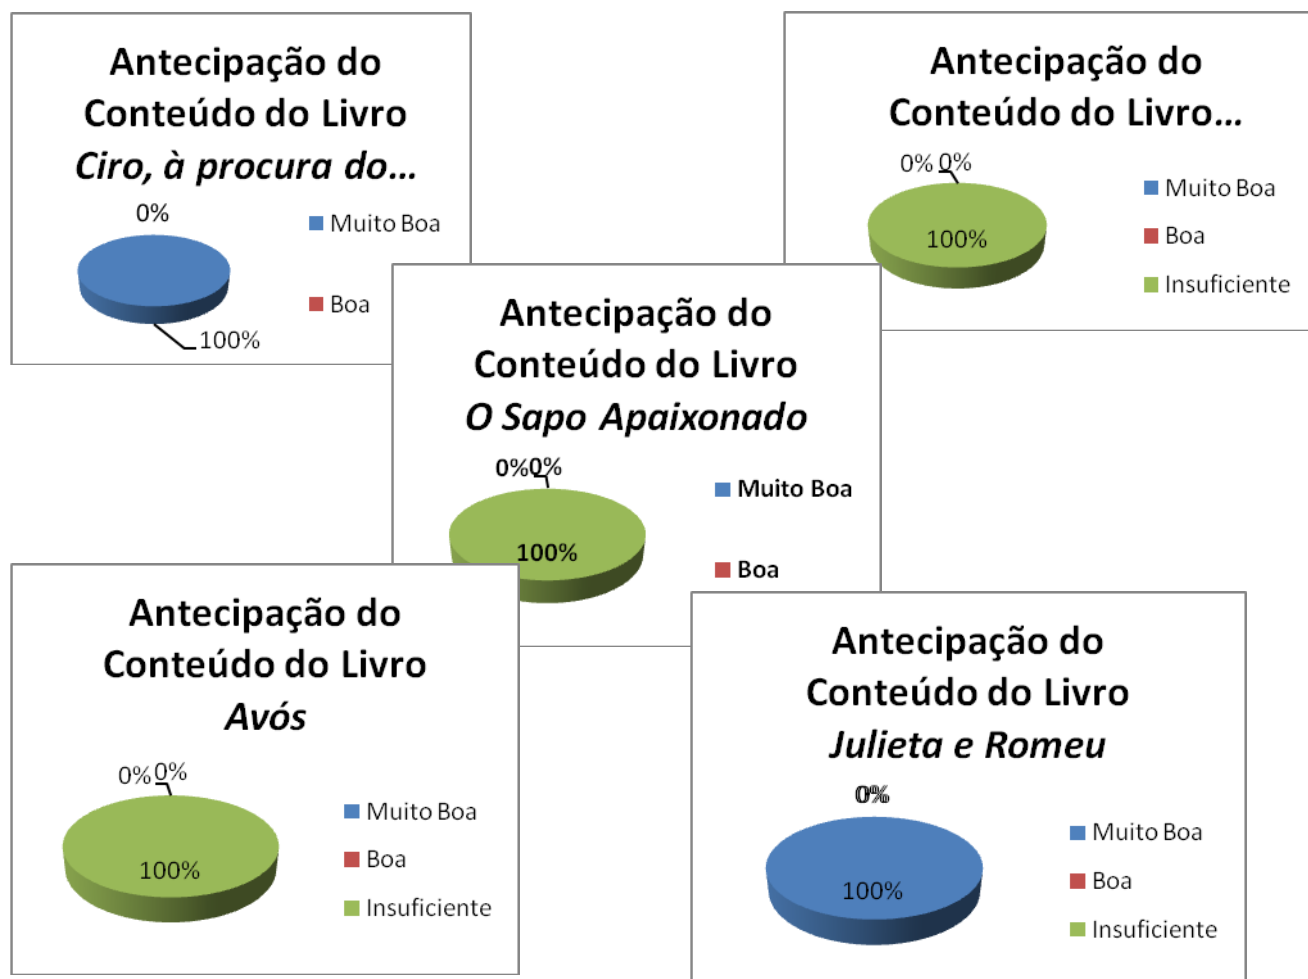 Antecipação do
Conteúdo do Livro
Ciro, à procura do...
0%
100%
Muito Boa
Boa
Antecipação do
Conteúdo do Livro...
0% 0%
100%
Muito Boa
Boa
Insuficiente
Antecipação do
Conteúdo do Livro
O Sapo Apaixonado
0%0%
100%
Muito Boa
Boa
Antecipação do
Conteúdo do Livro
Avós
0% 0%
100%
Muito Boa
Boa
Insuficiente
Antecipação do
Conteúdo do Livro
Julieta e Romeu
0%
100%
Muito Boa
Boa
Insuficiente